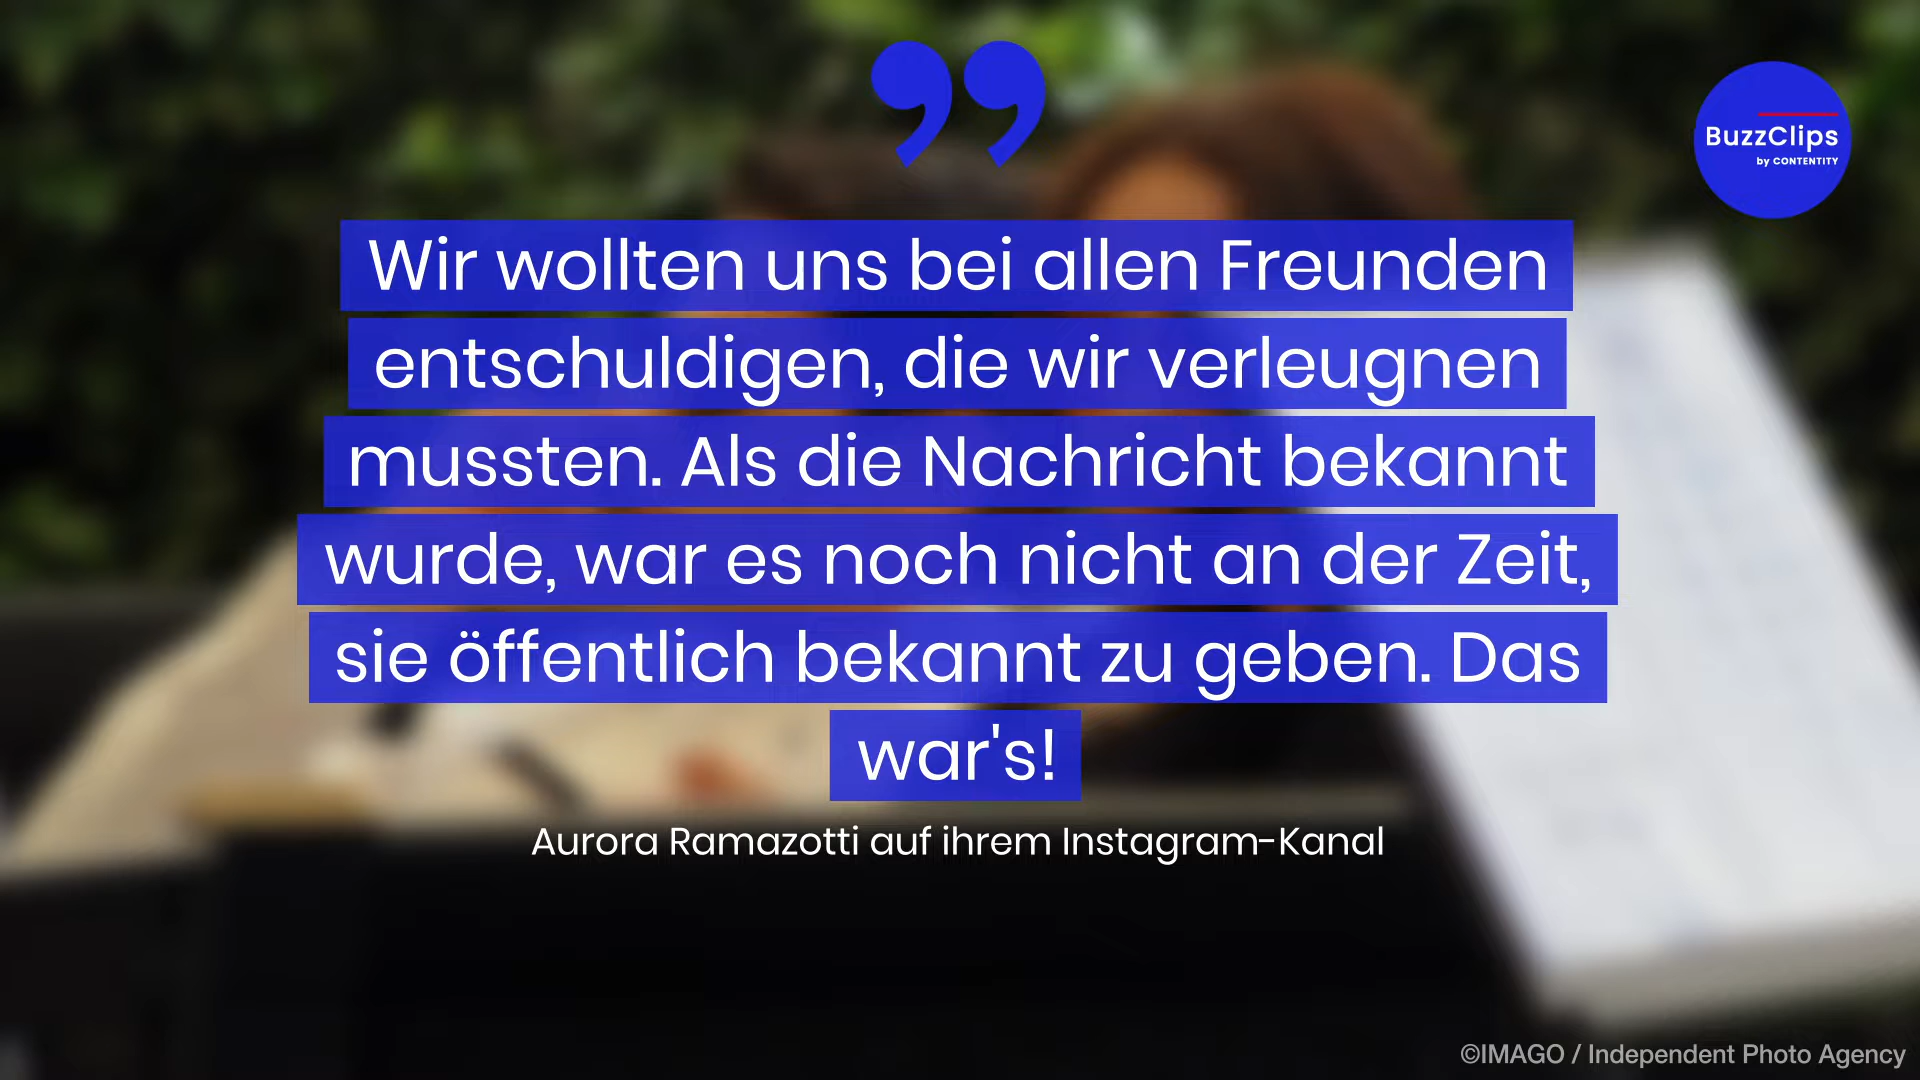 ”
BuzzClips
by CONTENTITY
Wir wollten uns bei allen Freunden
entschuldigen, die wir verleugnen
mussten. Als die Nachricht bekannt
wurde, war es noch nicht an der Zeit,
sie öffentlich bekannt zu geben. Das
war's!
Aurora Ramazotti auf ihrem Instagram-Kanal
©IMAGO / Independent Photo Agency